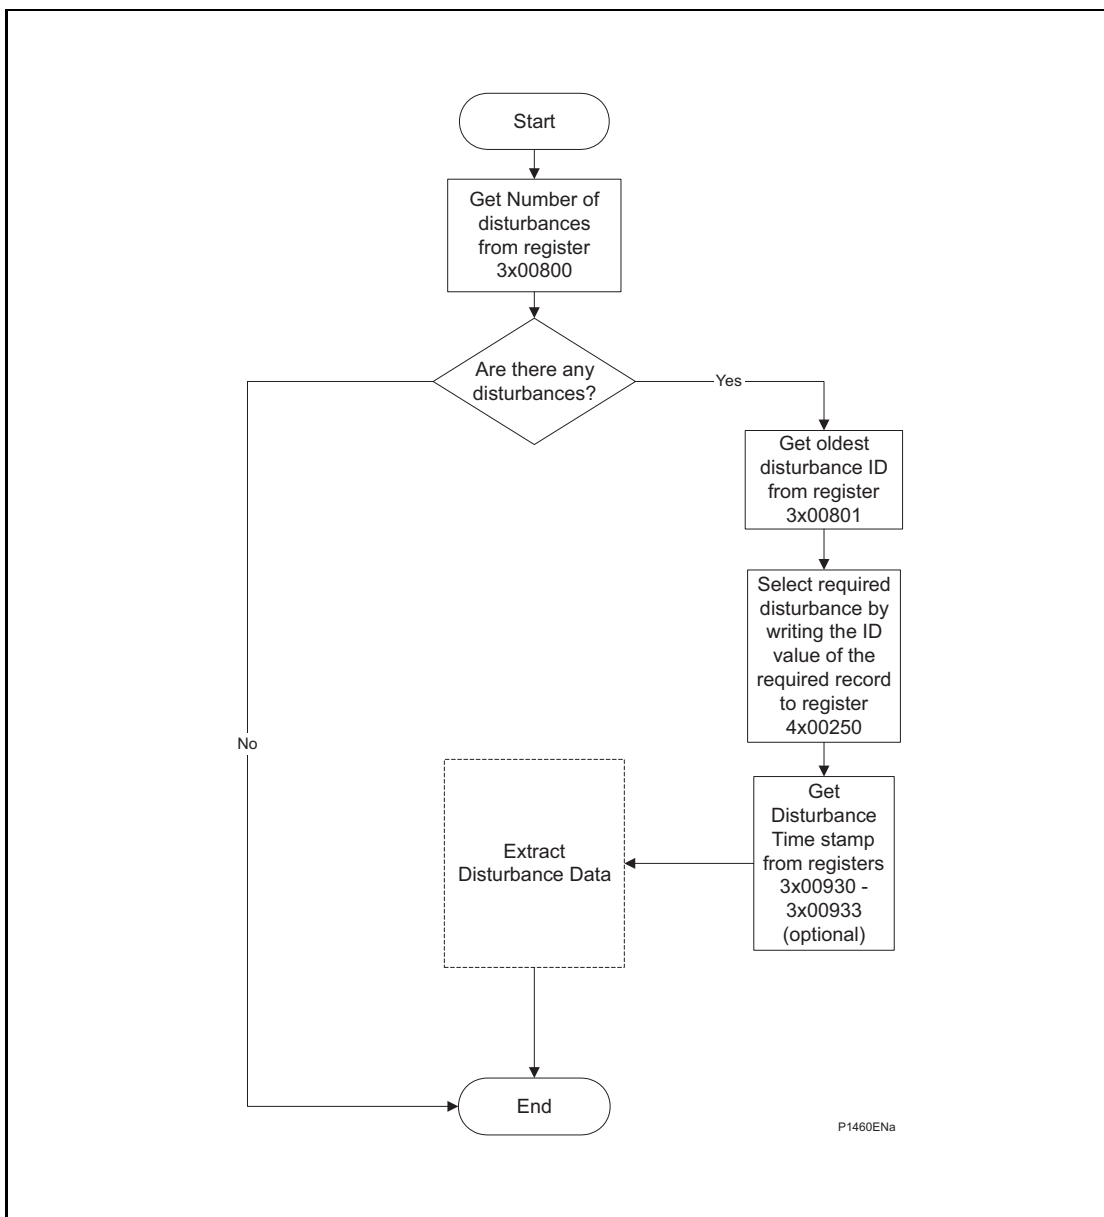 Start
Get Number of
disturbances
from register
3x00800
Are there any
disturbances?
Yes
Get oldest
disturbance ID
from register
3x00801
Select required
disturbance by
writing the ID
value of the
required record
to register
4x00250
No
Get
Disturbance
Time stamp
from registers
3x00930 -
3x00933
(optional)
Extract
Disturbance Data
End
P1460ENa